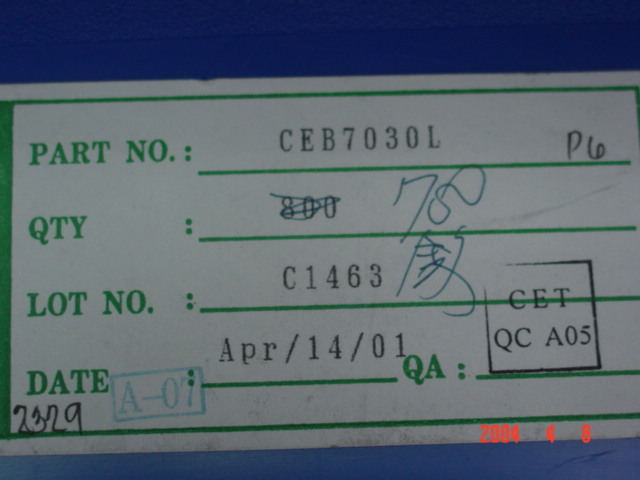 PART NO.: CEB7030L P6
QTY : 800 780
LOT NO. : C1463
DATE : Apr/14/01 QA :
CET
QC A05
A-07
2329
2004 4 8